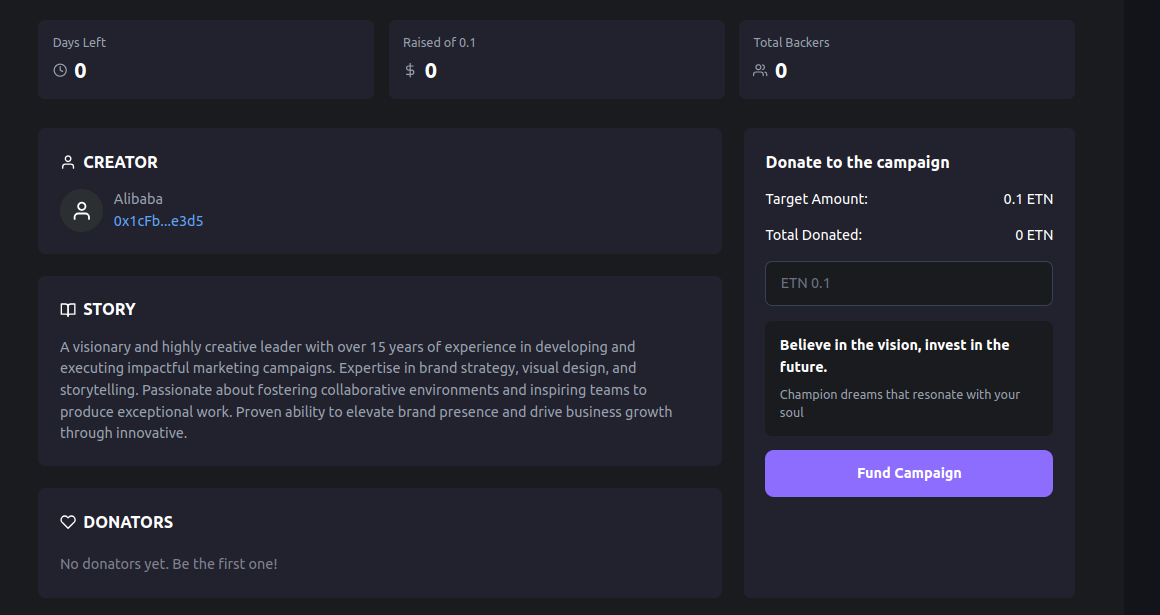 Days Left
0
Raised of 0.1
$ 0
Total Backers
0
CREATOR
Alibaba
0x1cFb...e3d5
STORY
A visionary and highly creative leader with over 15 years of experience in developing and
executing impactful marketing campaigns. Expertise in brand strategy, visual design, and
storytelling. Passionate about fostering collaborative environments and inspiring teams to
produce exceptional work. Proven ability to elevate brand presence and drive business growth
through innovative.
DONATORS
No donators yet. Be the first one!
Donate to the campaign
Target Amount: 0.1 ETN
Total Donated: 0 ETN
ETN 0.1
Believe in the vision, invest in the
future.
Champion dreams that resonate with your
soul
Fund Campaign